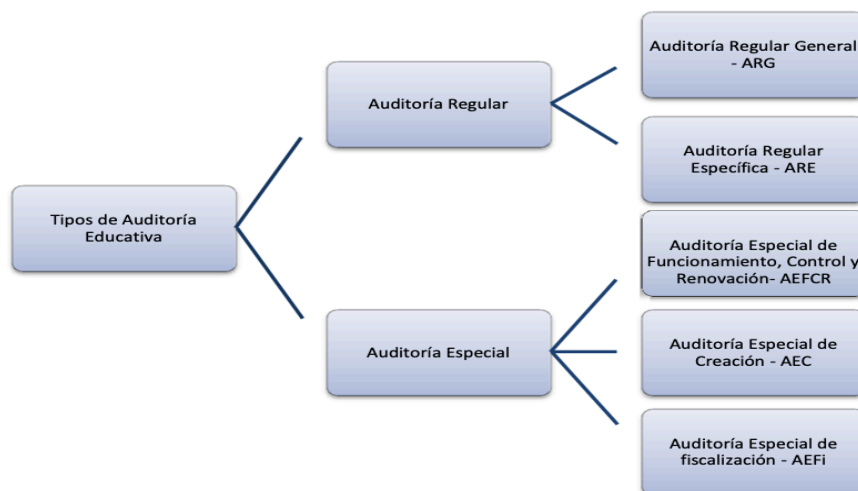 Tipos de Auditoría
Educativa
Auditoría Regular
Auditoría Regular General
- ARG
Auditoría Regular
Específica - ARE
Auditoría Especial
Auditoría Especial de
Funcionamiento, Control y
Renovación- AEFCR
Auditoría Especial de
Creación - AEC
Auditoría Especial de
fiscalización - AEFi